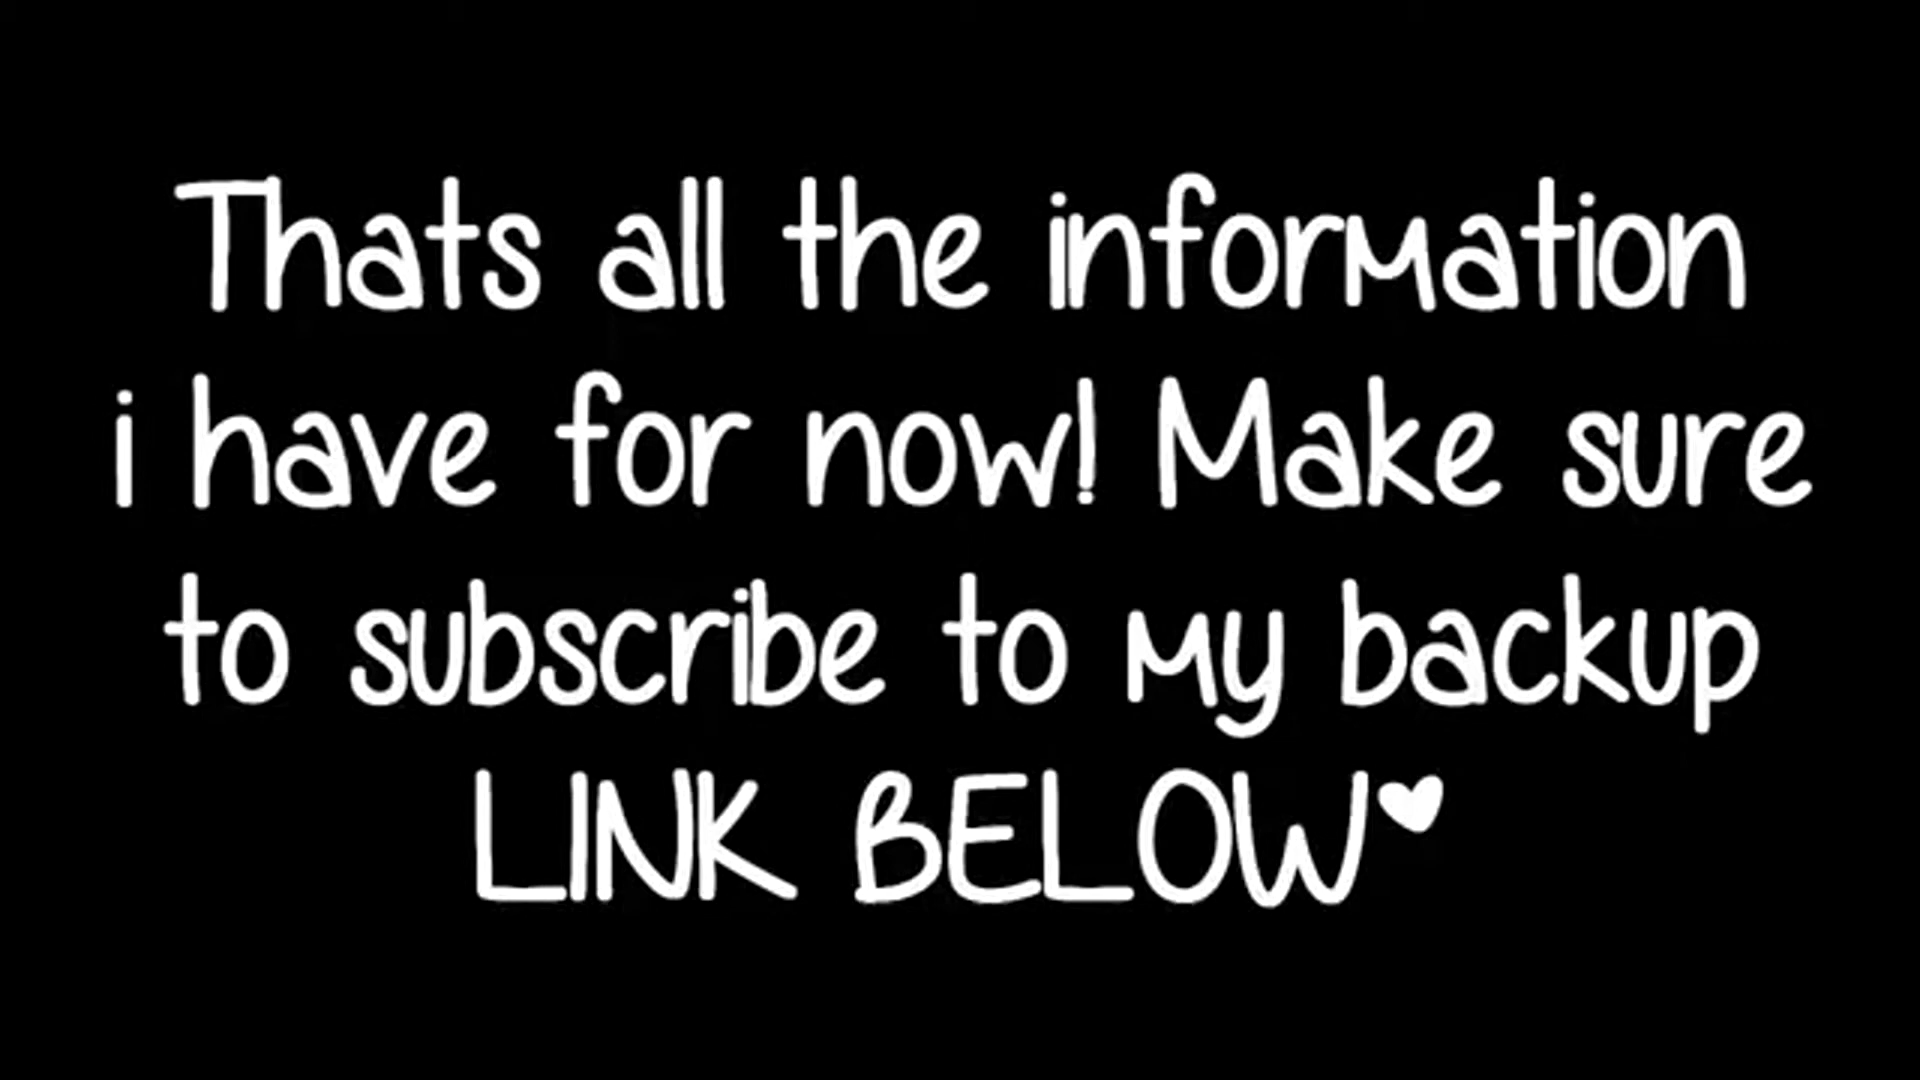 Thats all the information
i have for now! Make sure
to subscribe to my backup
LINK BELOW♥